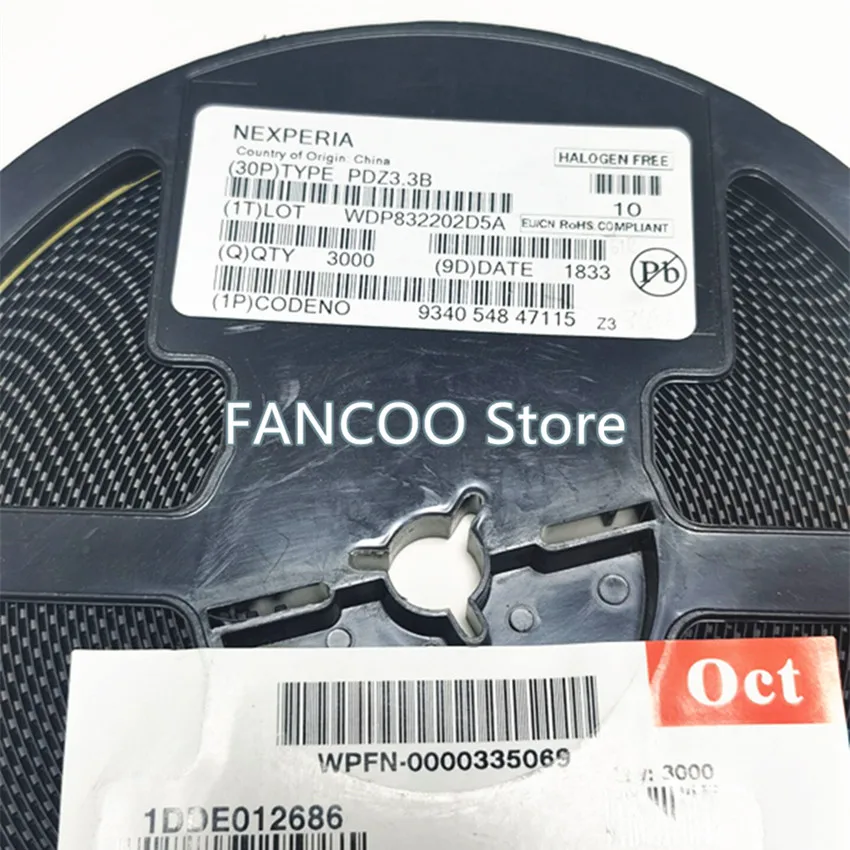 NEXPERIA
Country of Origin: China
HALOGEN FREE
(30P)TYPE PDZ3.3B
10
(1T)LOT WDP832202D5A
EU/CN RoHS COMPLIANT
(Q)QTY 3000 (9D)DATE 1833
Pb
(1P)CODENO 9340 548 47115 Z3
FANCOO Store
Oct
WPFN-0000335069
3000
1DDE012686